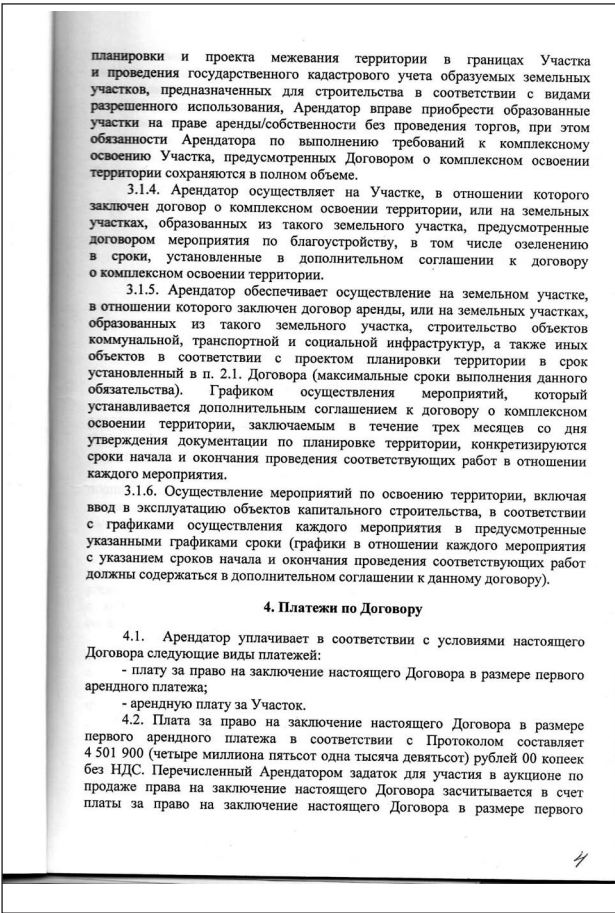 планировки и проекта межевания территории в границах Участка
и проведения государственного кадастрового учета образуемых земельных
участков, предназначенных для строительства в соответствии с видами
разрешенного использования, Арендатор вправе приобрести образованные
участки на праве аренды/собственности без проведения торгов, при этом
обязанности Арендатора по выполнению требований к комплексному
освоению Участка, предусмотренных Договором о комплексном освоении
территории сохраняются в полном объеме.
3.1.4. Арендатор осуществляет на Участке, в отношении которого
заключен договор о комплексном освоении территории, или на земельных
участках, образованных из такого земельного участка, предусмотренные
договором мероприятия по благоустройству, в том числе озеленению
в сроки, установленные в дополнительном соглашении к договору
о комплексном освоении территории.
3.1.5. Арендатор обеспечивает осуществление на земельном участке,
в отношении которого заключен договор аренды, или на земельных участках,
образованных из такого земельного участка, строительство объектов
коммунальной, транспортной и социальной инфраструктур, а также иных
объектов в соответствии с проектом планировки территории в срок
установленный в п. 2.1. Договора (максимальные сроки выполнения данного
обязательства). Графиком осуществления мероприятий, который
устанавливается дополнительным соглашением к договору о комплексном
освоении территории, заключаемым в течение трех месяцев со дня
утверждения документации по планировке территории, конкретизируются
сроки начала и окончания проведения соответствующих работ в отношении
каждого мероприятия.
3.1.6. Осуществление мероприятий по освоению территории, включая
ввод в эксплуатацию объектов капитального строительства, в соответствии
с графиками осуществления каждого мероприятия в предусмотренные
указанными графиками сроки (графики в отношении каждого мероприятия
с указанием сроков начала и окончания проведения соответствующих работ
должны содержаться в дополнительном соглашении к данному договору).
4. Платежи по Договору
4.1. Арендатор уплачивает в соответствии с условиями настоящего
Договора следующие виды платежей:
- плату за право на заключение настоящего Договора в размере первого
арендного платежа;
- арендную плату за Участок.
4.2. Плата за право на заключение настоящего Договора в размере
первого арендного платежа в соответствии с Протоколом составляет
4 501 900 (четыре миллиона пятьсот одна тысяча девятьсот) рублей 00 копеек
без НДС. Перечисленный Арендатором задаток для участия в аукционе по
продаже права на заключение настоящего Договора засчитывается в счет
платы за право на заключение настоящего Договора в размере первого
4